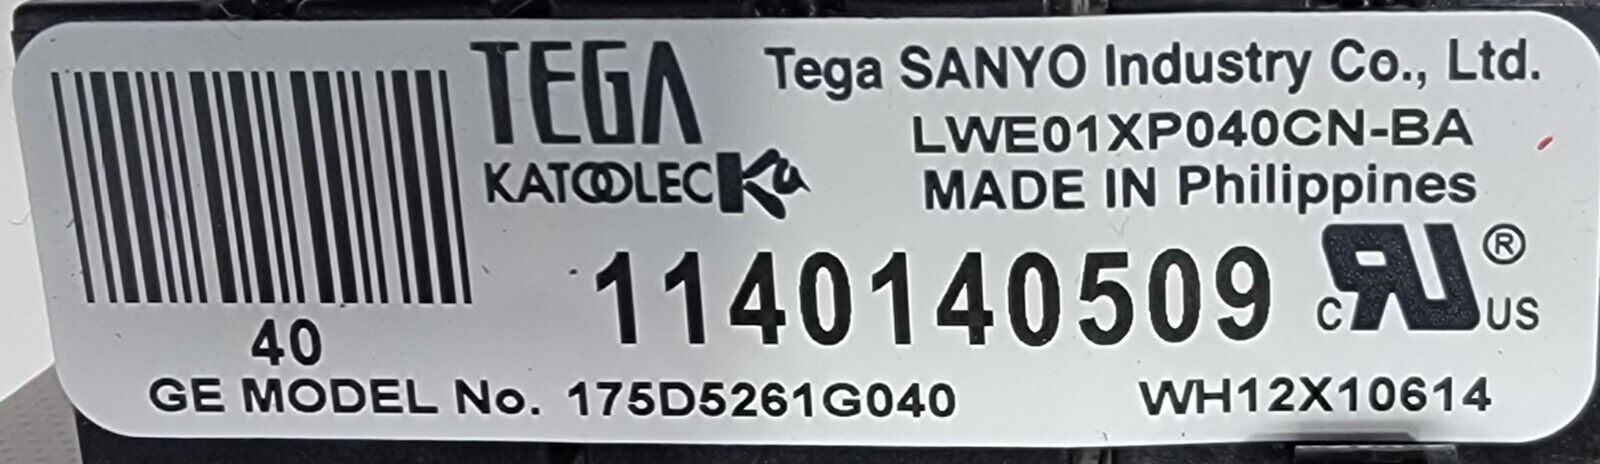 TEGA
KATOOLEC
Tega SANYO Industry Co., Ltd.
LWE01XP040CN-BA
MADE IN Philippines
1140140509
C RU US ®
40
GE MODEL No. 175D5261G040 WH12X10614